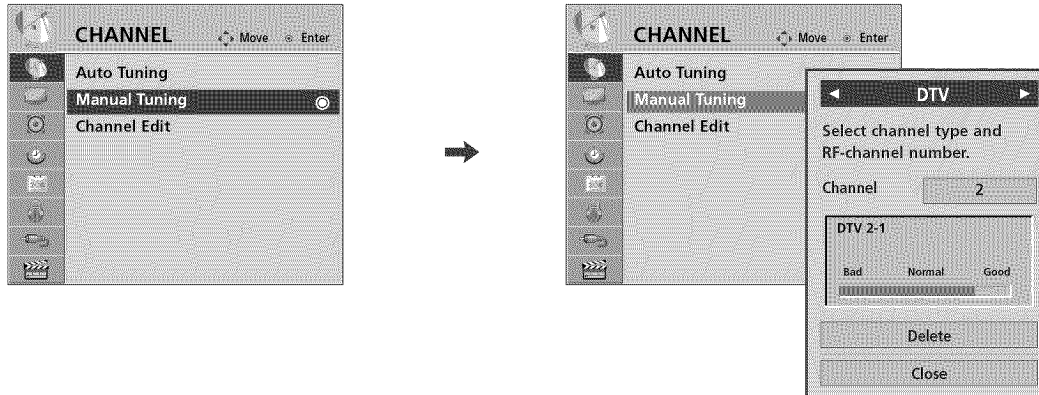 CHANNEL Move Enter
Auto Tuning
Manual Tuning
Channel Edit
CHANNEL Move Enter
Auto Tuning
Manual Tuning
Channel Edit
DTV
Select channel type and
RF-channel number.
Channel 2
DTV 2-1
Bad Normal Good
Delete
Close